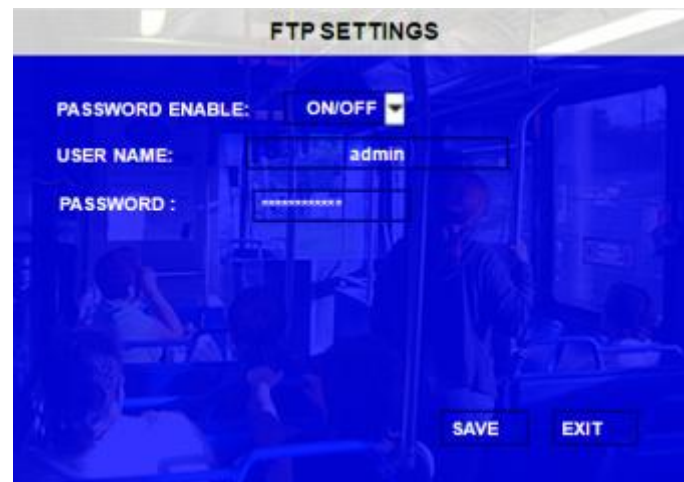 FTP SETTINGS
PASSWORD ENABLE: ON/OFF
USER NAME: admin
PASSWORD : ************
SAVE EXIT